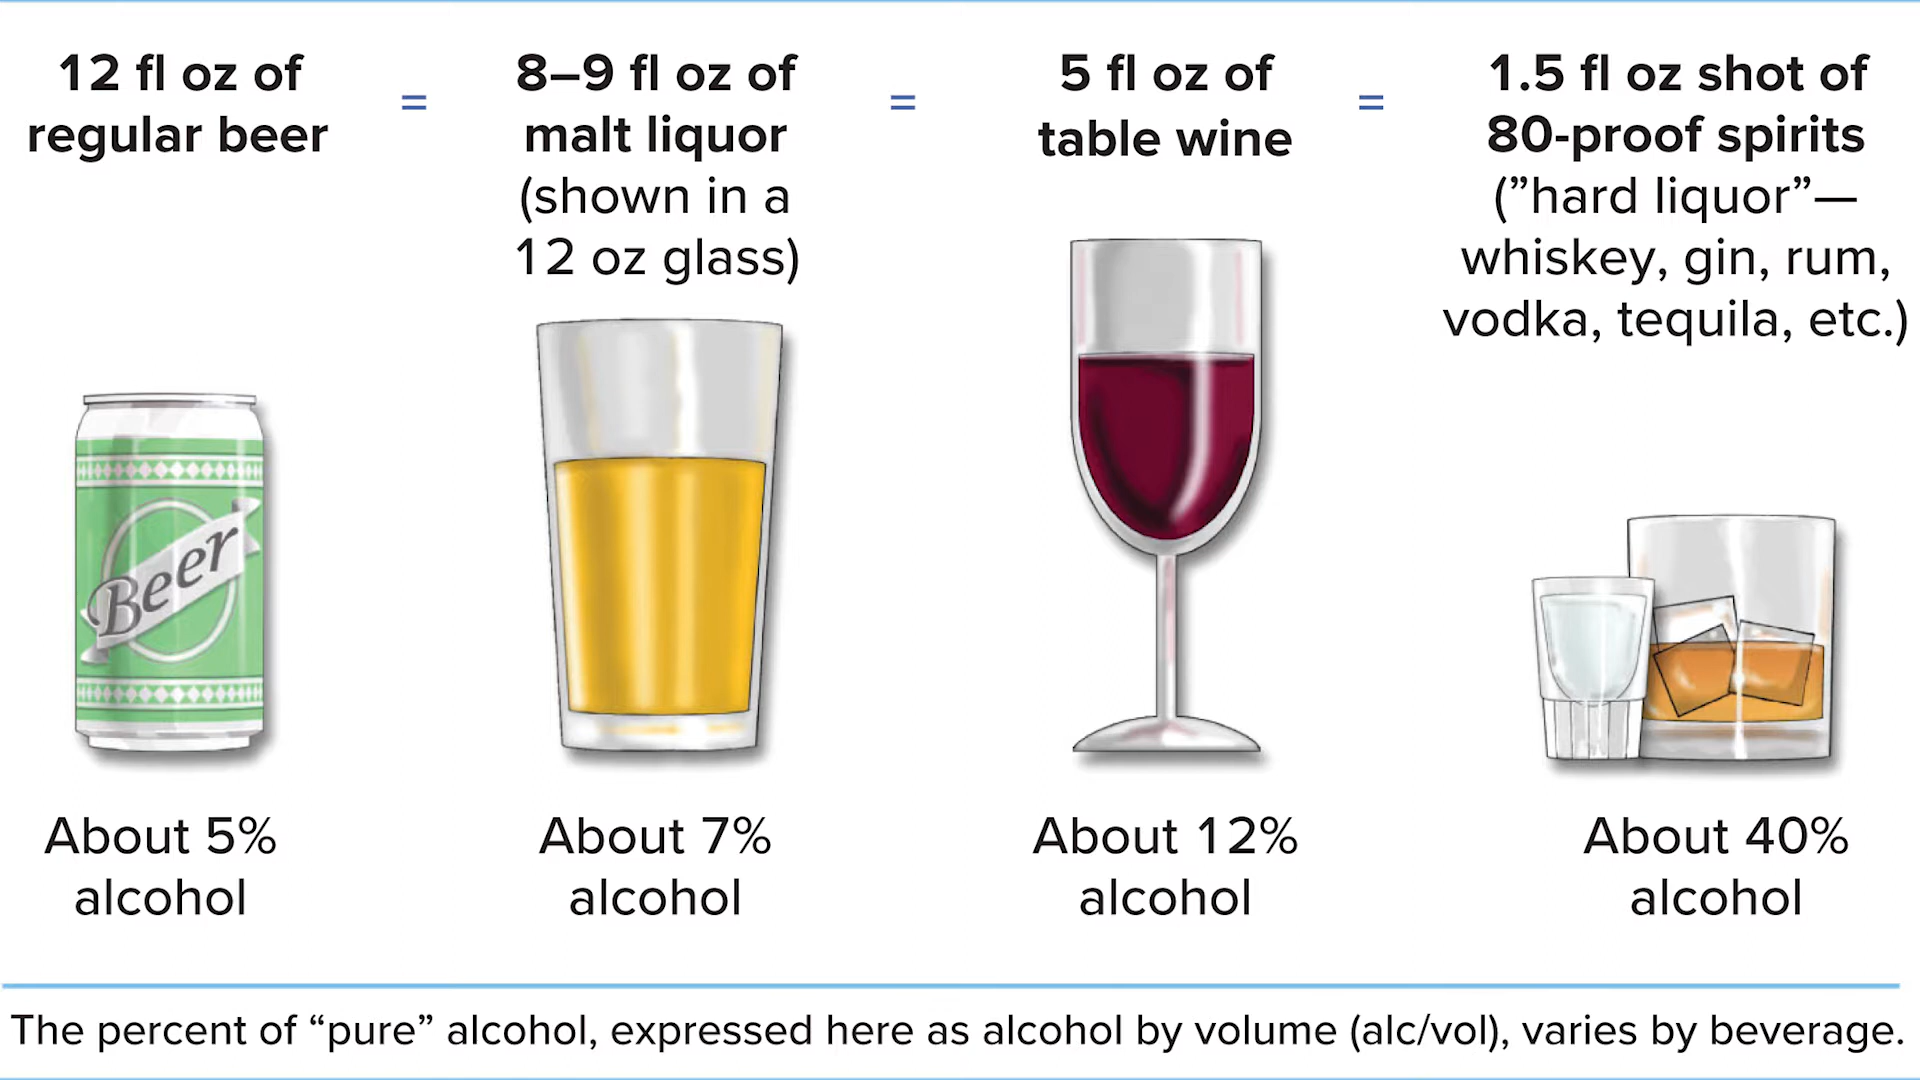 12 fl oz of
regular beer
=
8–9 fl oz of
malt liquor
(shown in a
12 oz glass)
=
5 fl oz of
table wine
=
1.5 fl oz shot of
80-proof spirits
(”hard liquor”—
whiskey, gin, rum,
vodka, tequila, etc.)
Beer
About 5%
alcohol
About 7%
alcohol
About 12%
alcohol
About 40%
alcohol
The percent of “pure” alcohol, expressed here as alcohol by volume (alc/vol), varies by beverage.